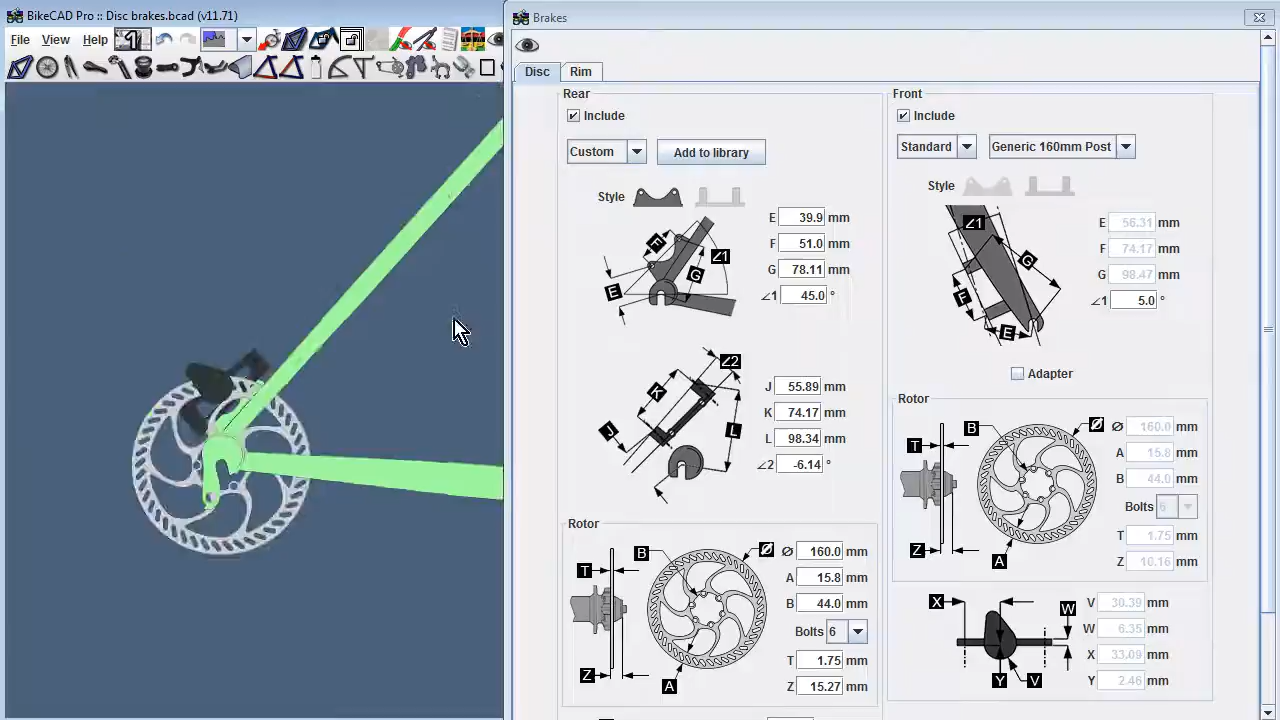 BikeCAD Pro :: Disc brakes.bcad (v11.71)
File View Help
Brakes
Disc Rim
Rear
Include
Custom Add to library
Style
E 39.9 mm
F 51.0 mm
G 78.11 mm
∠1 45.0 °
F
∠1
G
E
∠2
K
J
L
J 55.89 mm
K 74.17 mm
L 98.34 mm
∠2 -6.14 °
Rotor
B
Ø
T
Z
A
Ø 160.0 mm
A 15.8 mm
B 44.0 mm
Bolts 6
T 1.75 mm
Z 15.27 mm
Front
Include
Standard Generic 160mm Post
Style
∠1
G
F
E
E 56.31 mm
F 74.17 mm
G 98.47 mm
∠1 5.0 °
Adapter
Rotor
B
Ø
T
Z
A
Ø 160.0 mm
A 15.8 mm
B 44.0 mm
Bolts 6
T 1.75 mm
Z 10.16 mm
X
W
Y
V
V 30.39 mm
W 6.35 mm
X 33.09 mm
Y 2.46 mm